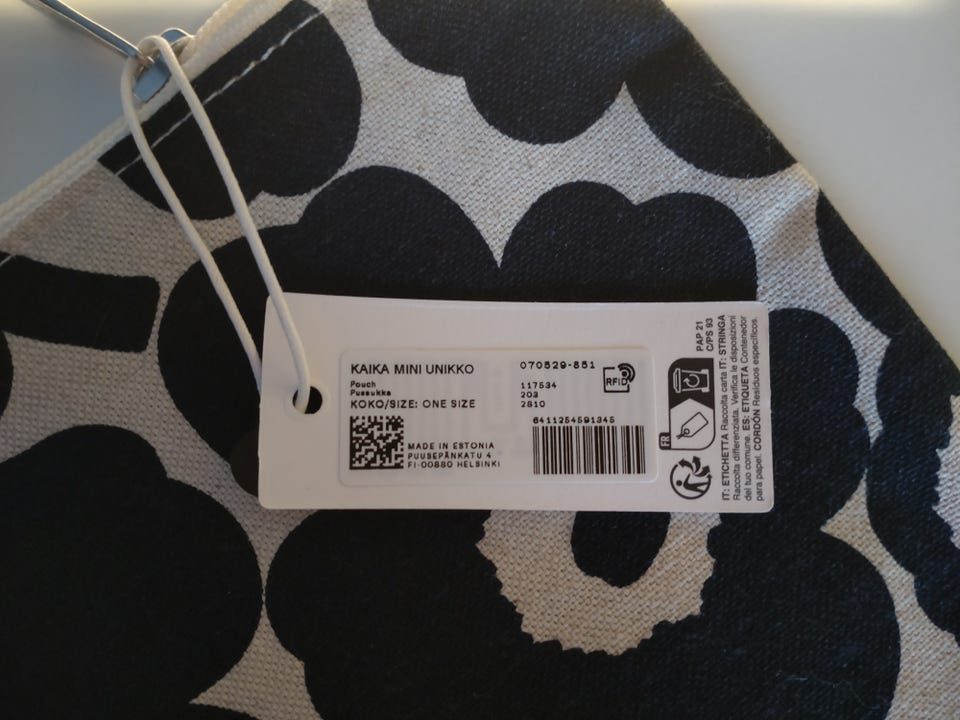 KAIKA MINI UNIKKO
070529-851
Pouch
Pussukka
117534
203
KOKO/SIZE: ONE SIZE
2810
RFID
6411254591345
MADE IN ESTONIA
PUUSEPÄNKATU 4
FI-00880 HELSINKI
FR
PAP 21
C/PS 93
IT: ETICHETTA Raccolta carta IT: STRINGA
Raccolta differenziata. Verifica le disposizioni
del tuo comune. ES: ETIQUETA Contenedor
para papel. CORDÓN Residuos específicos.